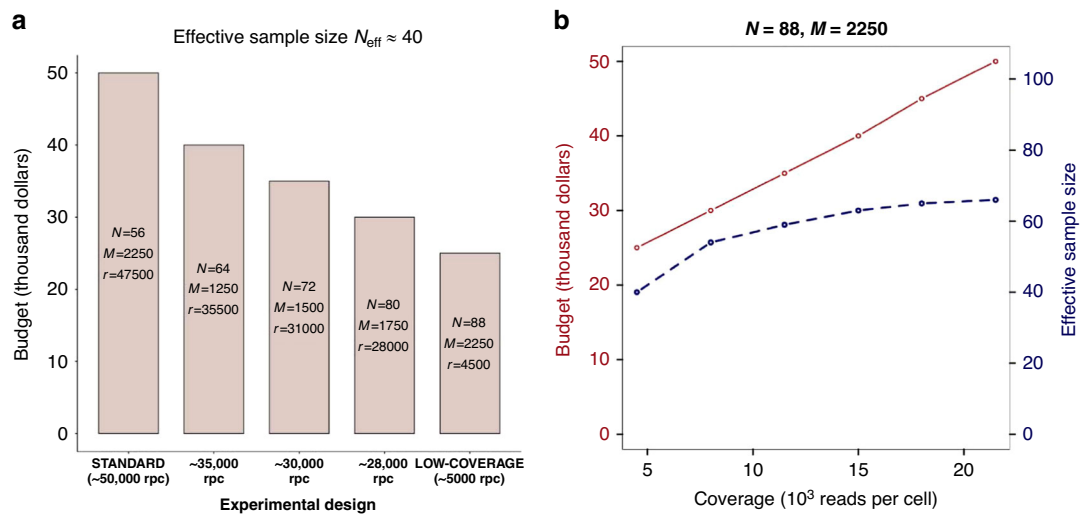 a
Effective sample size Neff ≈ 40
Budget (thousand dollars)
50
40
30
20
10
0
N=56
M=2250
r=47500
N=64
M=1250
r=35500
N=72
M=1500
r=31000
N=80
M=1750
r=28000
N=88
M=2250
r=4500
STANDARD
(~50,000 rpc)
~35,000
rpc
~30,000
rpc
~28,000
rpc
LOW-COVERAGE
(~5000 rpc)
Experimental design
b
N = 88, M = 2250
Budget (thousand dollars)
50
40
30
20
10
0
100
80
60
40
20
0
Effective sample size
5
10
15
20
Coverage (10³ reads per cell)